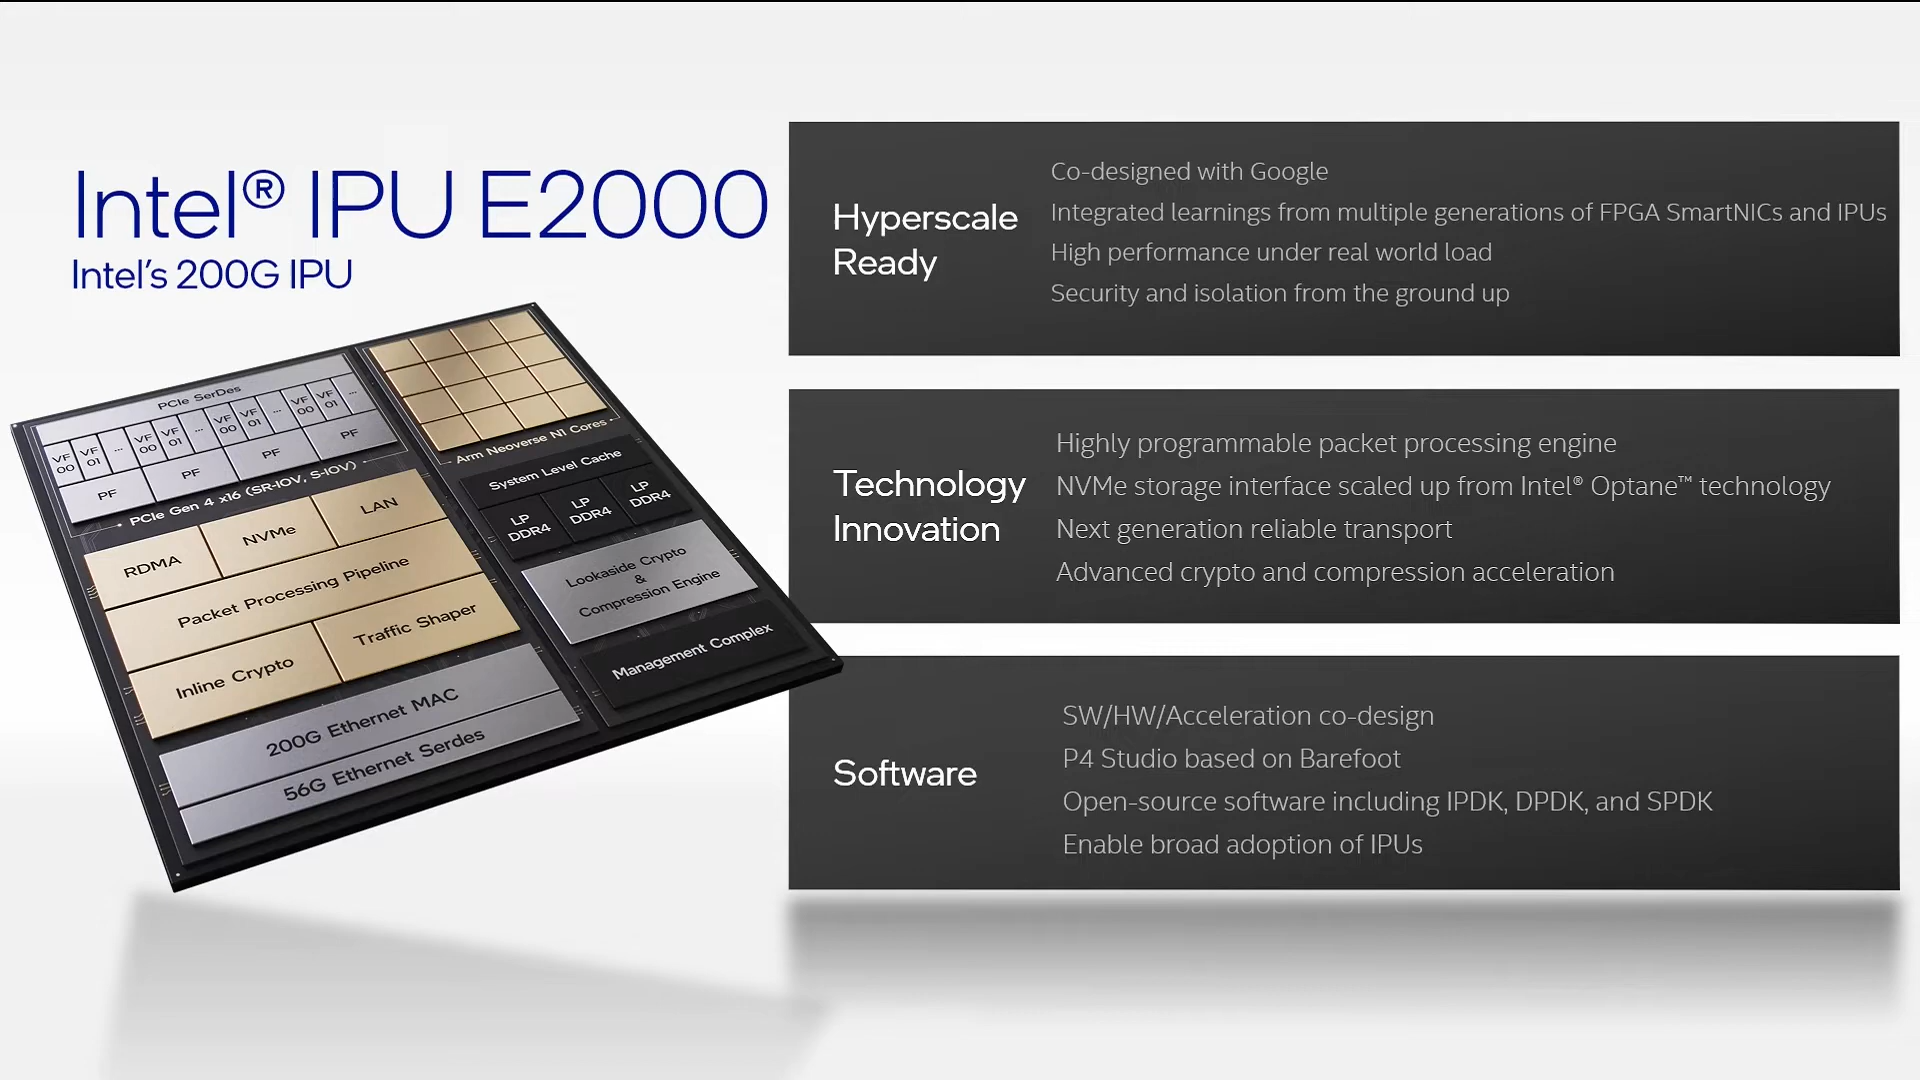 Intel® IPU E2000
Intel's 200G IPU
PCIe SerDes
VF 00
VF 01
...
VF 00
VF 01
...
VF 00
VF 01
...
VF 00
VF 01
...
PF
PF
PF
PF
PCIe Gen 4 x16 (SR-IOV, S-IOV)
RDMA
NVMe
LAN
Packet Processing Pipeline
Inline Crypto
Traffic Shaper
200G Ethernet MAC
56G Ethernet Serdes
Arm Neoverse N1 Cores
System Level Cache
LP
DDR4
LP
DDR4
LP
DDR4
Lookaside Crypto
&
Compression Engine
Management Complex
Hyperscale
Ready
Co-designed with Google
Integrated learnings from multiple generations of FPGA SmartNICs and IPUs
High performance under real world load
Security and isolation from the ground up
Technology
Innovation
Highly programmable packet processing engine
NVMe storage interface scaled up from Intel® Optane™ technology
Next generation reliable transport
Advanced crypto and compression acceleration
Software
SW/HW/Acceleration co-design
P4 Studio based on Barefoot
Open-source software including IPDK, DPDK, and SPDK
Enable broad adoption of IPUs